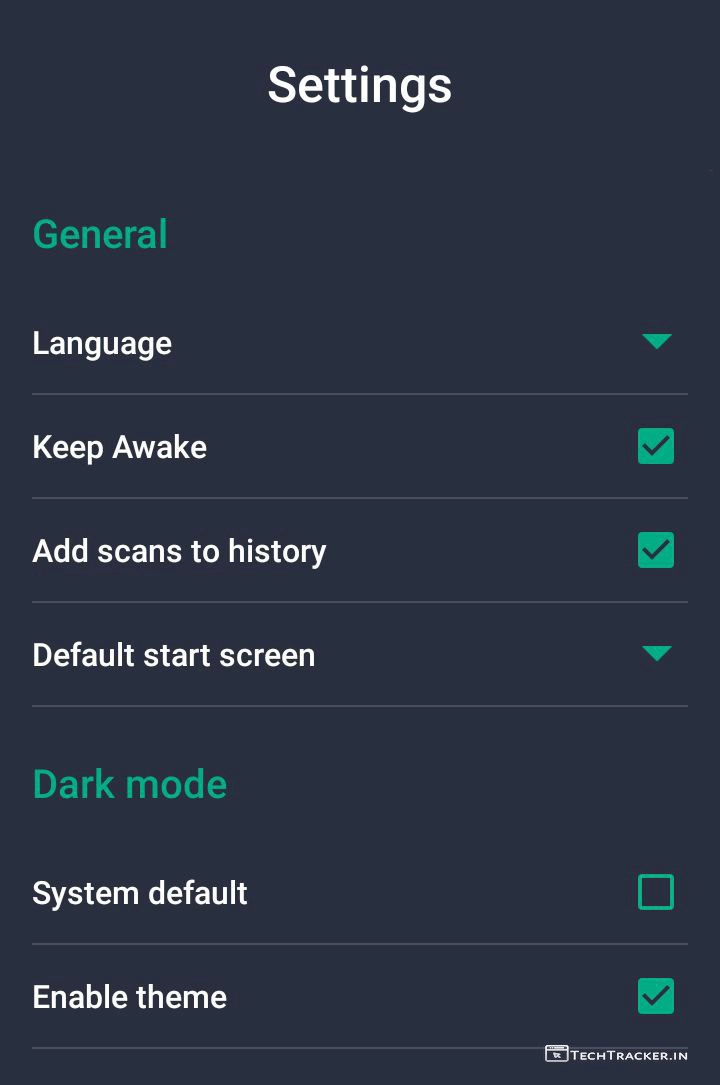 Settings
General
Language
Keep Awake
Add scans to history
Default start screen
Dark mode
System default
Enable theme
TECHTRACKER.IN